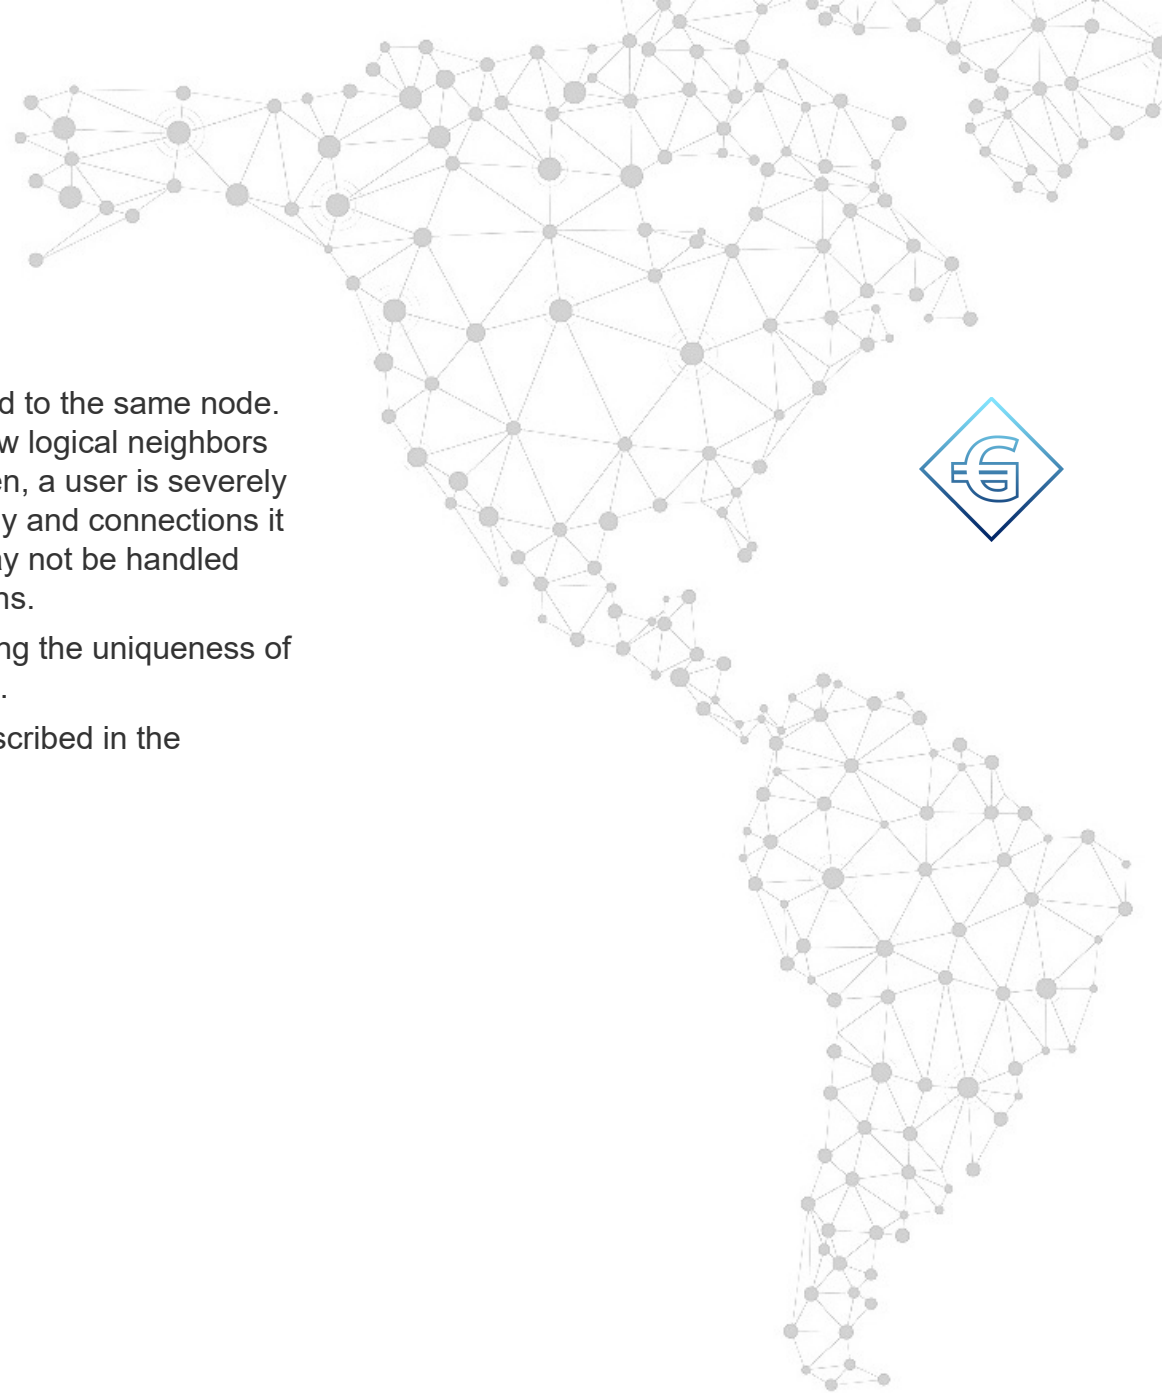 d to the same node.
w logical neighbors
en, a user is severely
y and connections it
ay not be handled
ns.
ng the uniqueness of
.
scribed in the